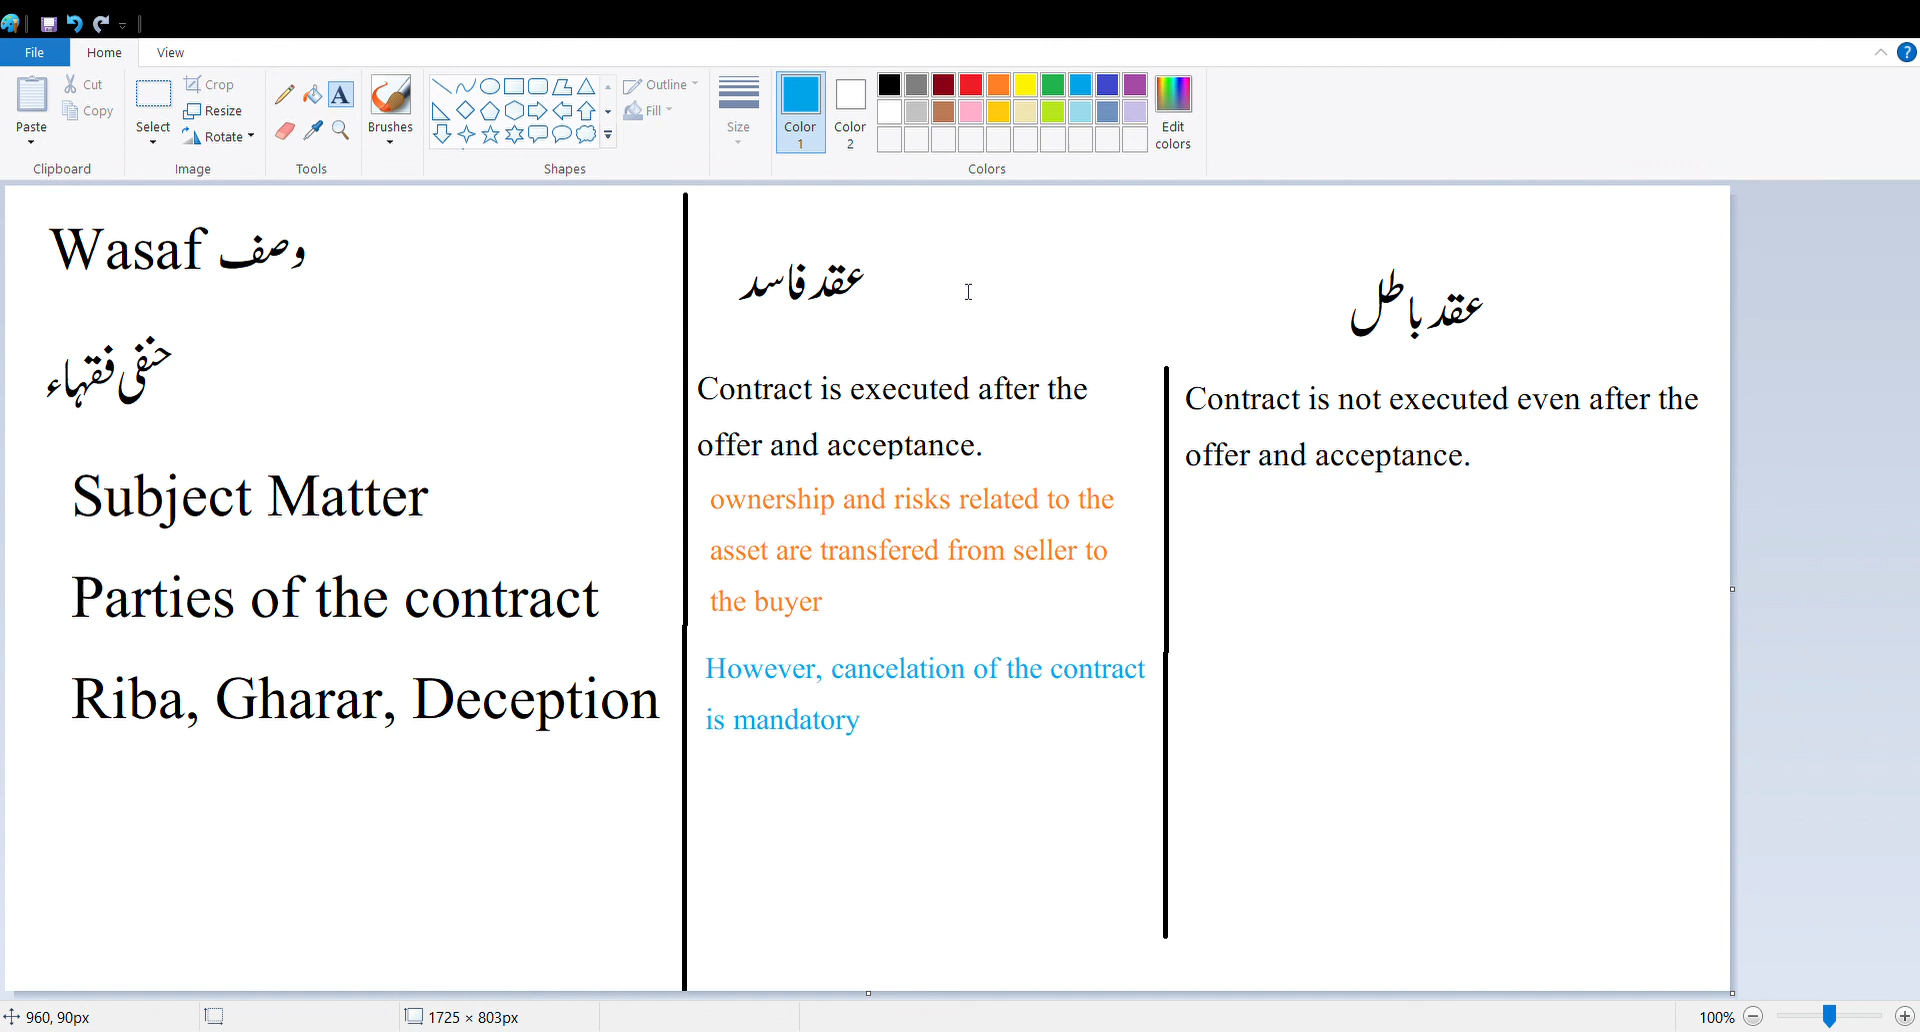 File
Home
View
Paste
Cut
Copy
Clipboard
Select
Crop
Resize
Rotate
Image
A
Tools
Brushes
Shapes
Outline
Fill
Size
Color 1
Color 2
Edit colors
Colors
Wasaf وصف
حنفی فقہاء
Subject Matter
Parties of the contract
Riba, Gharar, Deception
عقد فاسد
Contract is executed after the
offer and acceptance.
ownership and risks related to the
asset are transfered from seller to
the buyer
However, cancelation of the contract
is mandatory
عقد باطل
Contract is not executed even after the
offer and acceptance.
960, 90px
1725 × 803px
100%